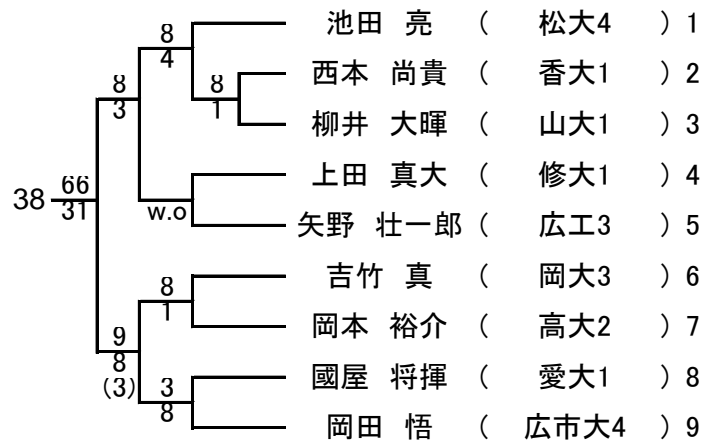 池田 亮 ( 松大4 ) 1
8
4
西本 尚貴 ( 香大1 ) 2
8
1
8
3
柳井 大暉 ( 山大1 ) 3
上田 真大 ( 修大1 ) 4
38 66
31
w.o
矢野 壮一郎 ( 広工3 ) 5
吉竹 真 ( 岡大3 ) 6
8
1
岡本 裕介 ( 高大2 ) 7
9
8
(3)
國屋 将揮 ( 愛大1 ) 8
3
8
岡田 悟 ( 広市大4 ) 9